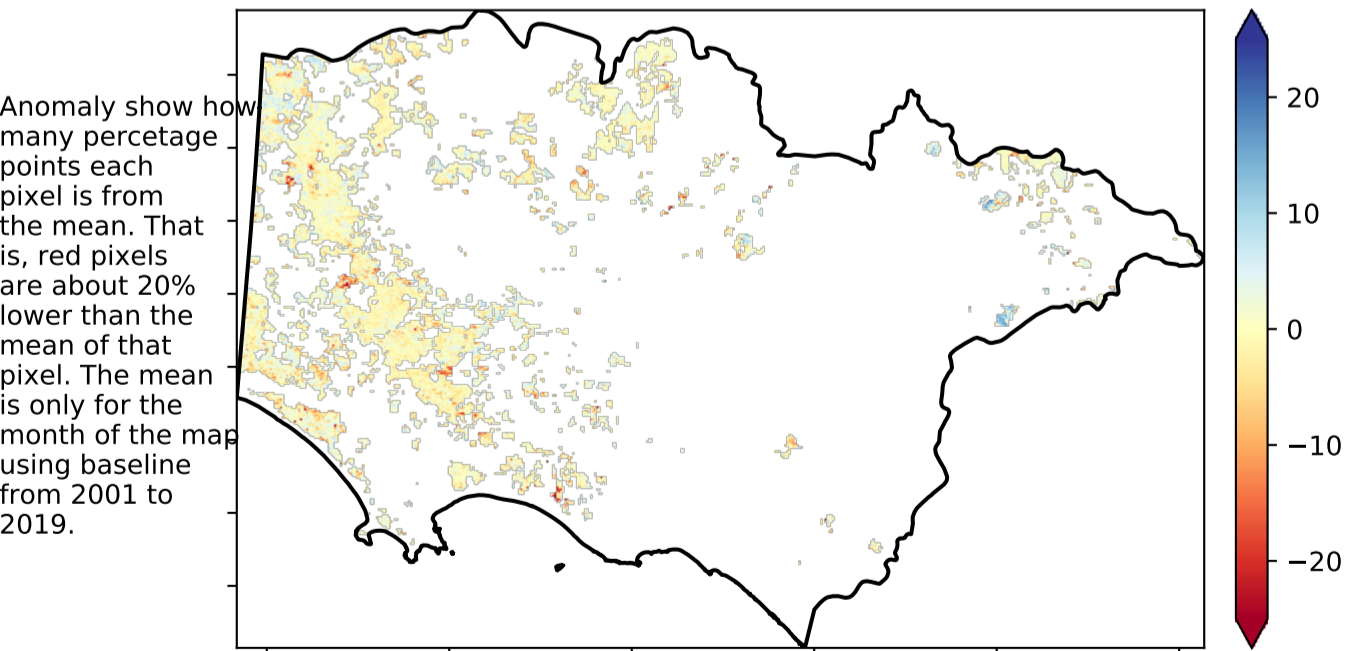 Anomaly show how
many percetage
points each
pixel is from
the mean. That
is, red pixels
are about 20%
lower than the
mean of that
pixel. The mean
is only for the
month of the map
using baseline
from 2001 to
2019.
20
10
0
−10
−20